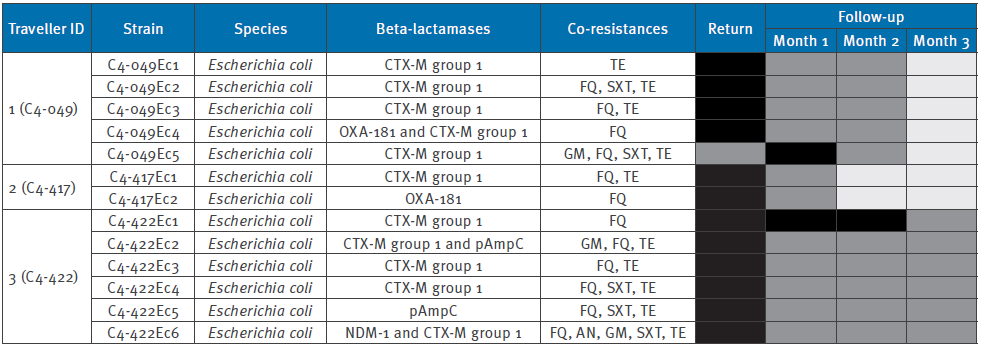 Traveller ID Strain Species Beta-lactamases Co-resistances Return Follow-up
Month 1 Month 2 Month 3
1 (C4-049)
C4-049Ec1 Escherichia coli CTX-M group 1 TE
C4-049Ec2 Escherichia coli CTX-M group 1 FQ, SXT, TE
C4-049Ec3 Escherichia coli CTX-M group 1 FQ, TE
C4-049Ec4 Escherichia coli OXA-181 and CTX-M group 1 FQ
C4-049Ec5 Escherichia coli CTX-M group 1 GM, FQ, SXT, TE
2 (C4-417)
C4-417Ec1 Escherichia coli CTX-M group 1 FQ, TE
C4-417Ec2 Escherichia coli OXA-181 FQ
3 (C4-422)
C4-422Ec1 Escherichia coli CTX-M group 1 FQ
C4-422Ec2 Escherichia coli CTX-M group 1 and pAmpC GM, FQ, TE
C4-422Ec3 Escherichia coli CTX-M group 1 FQ, TE
C4-422Ec4 Escherichia coli CTX-M group 1 FQ, SXT, TE
C4-422Ec5 Escherichia coli pAmpC FQ, SXT, TE
C4-422Ec6 Escherichia coli NDM-1 and CTX-M group 1 FQ, AN, GM, SXT, TE